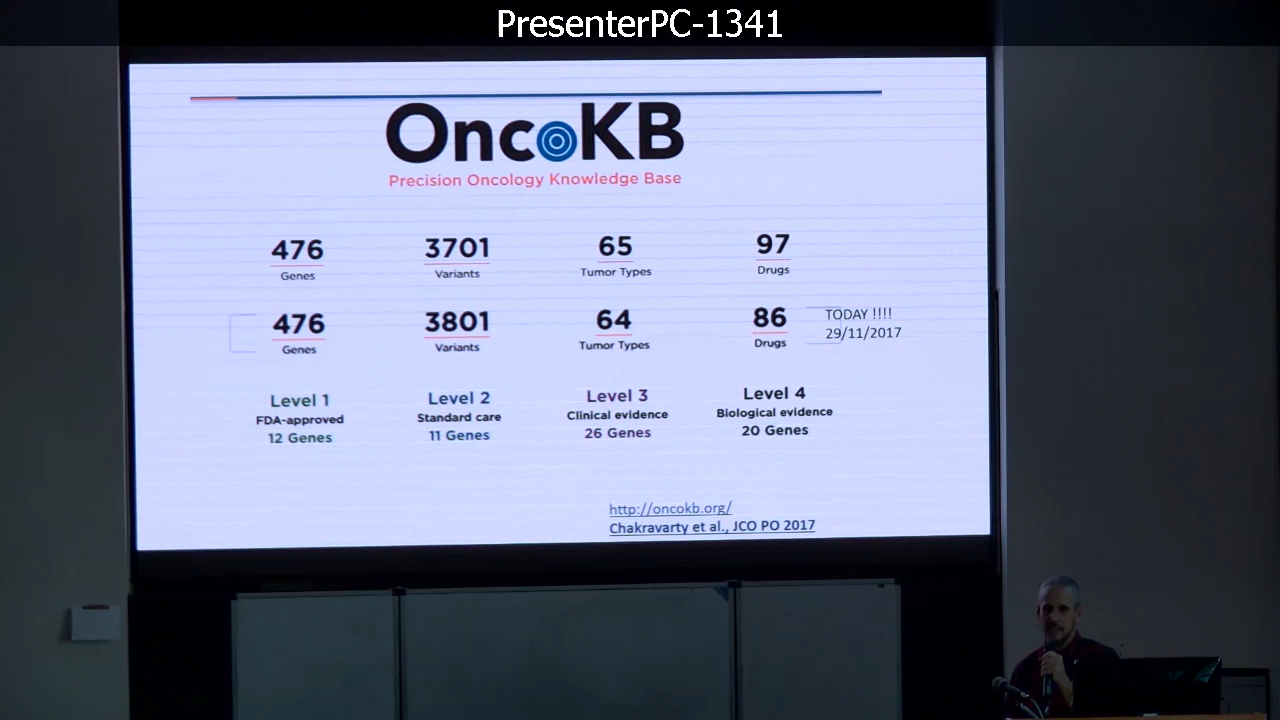 PresenterPC-1341
OncoKB
Precision Oncology Knowledge Base
476 3701 65 97
Genes Variants Tumor Types Drugs
476 3801 64 86 TODAY !!!!
Genes Variants Tumor Types Drugs 29/11/2017
Level 1 Level 2 Level 3 Level 4
FDA-approved Standard care Clinical evidence Biological evidence
12 Genes 11 Genes 26 Genes 20 Genes
http://oncokb.org/
Chakravarty et al., JCO PO 2017